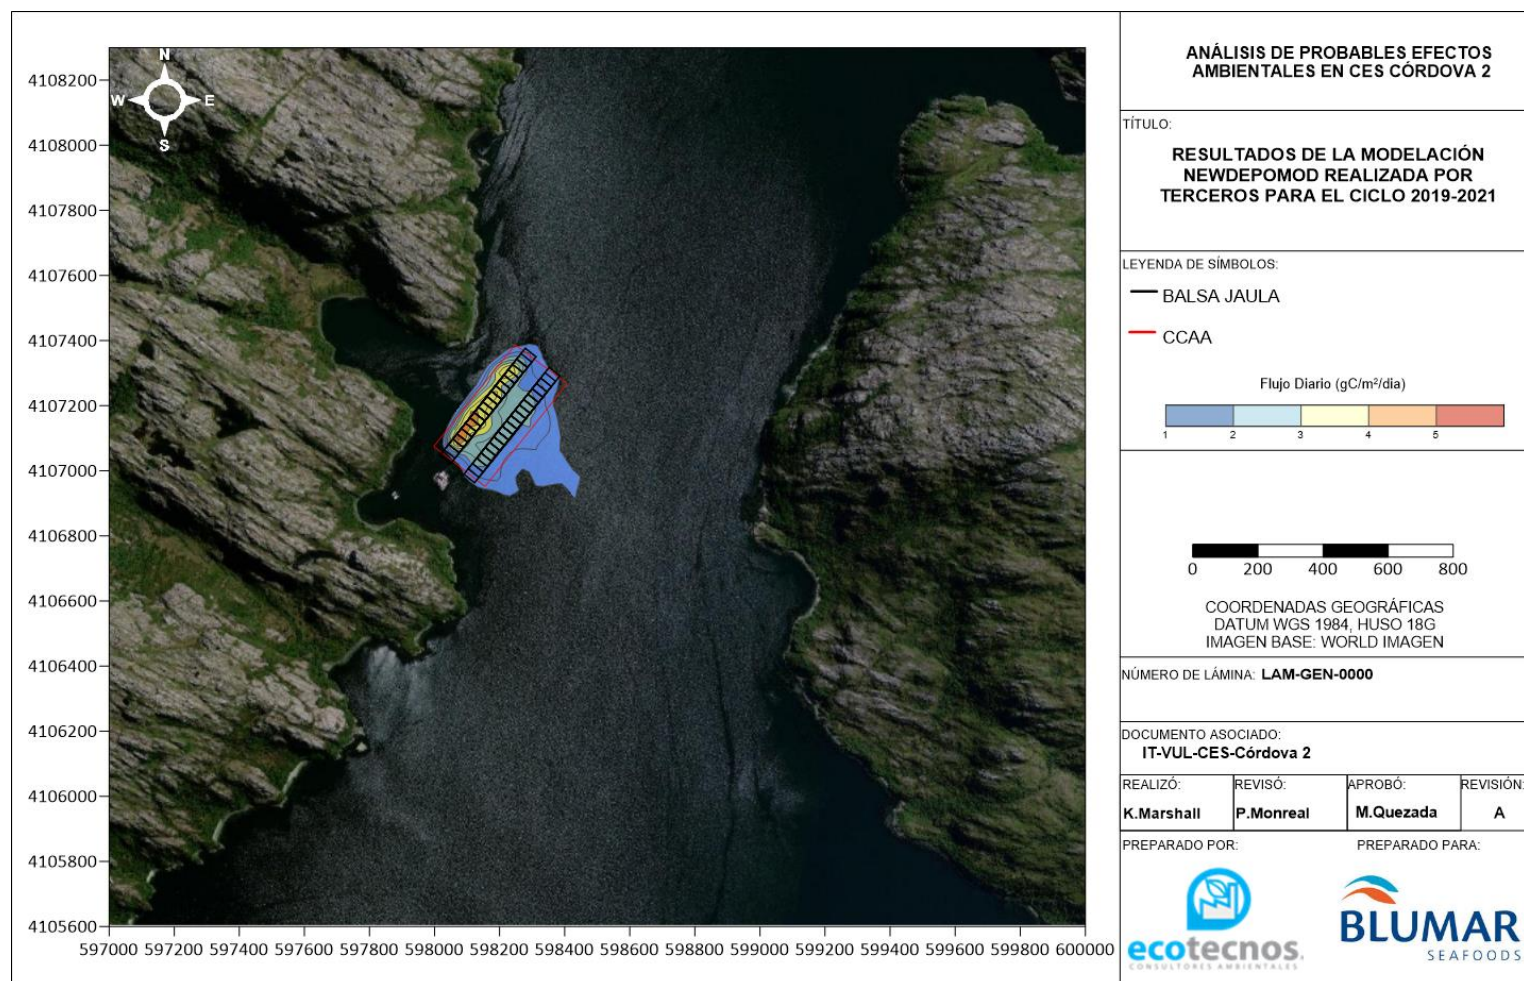 ANÁLISIS DE PROBABLES EFECTOS
AMBIENTALES EN CES CÓRDOVA 2
TÍTULO:
RESULTADOS DE LA MODELACIÓN
NEWDEPOMOD REALIZADA POR
TERCEROS PARA EL CICLO 2019-2021
LEYENDA DE SÍMBOLOS:
BALSA JAULA
CCAA
Flujo Diario (gC/m²/dia)
1 2 3 4 5
0 200 400 600 800
COORDENADAS GEOGRÁFICAS
DATUM WGS 1984, HUSO 18G
IMAGEN BASE: WORLD IMAGEN
NÚMERO DE LÁMINA: LAM-GEN-0000
DOCUMENTO ASOCIADO:
IT-VUL-CES-Córdova 2
REALIZÓ: REVISÓ: APROBÓ: REVISIÓN:
K.Marshall P.Monreal M.Quezada A
PREPARADO POR: PREPARADO PARA:
ecotecnos
CONSULTORES AMBIENTALES
BLUMAR
SEAFOODS
N
W E
S
4108200
4108000
4107800
4107600
4107400
4107200
4107000
4106800
4106600
4106400
4106200
4106000
4105800
4105600
597000 597200 597400 597600 597800 598000 598200 598400 598600 598800 599000 599200 599400 599600 599800 600000